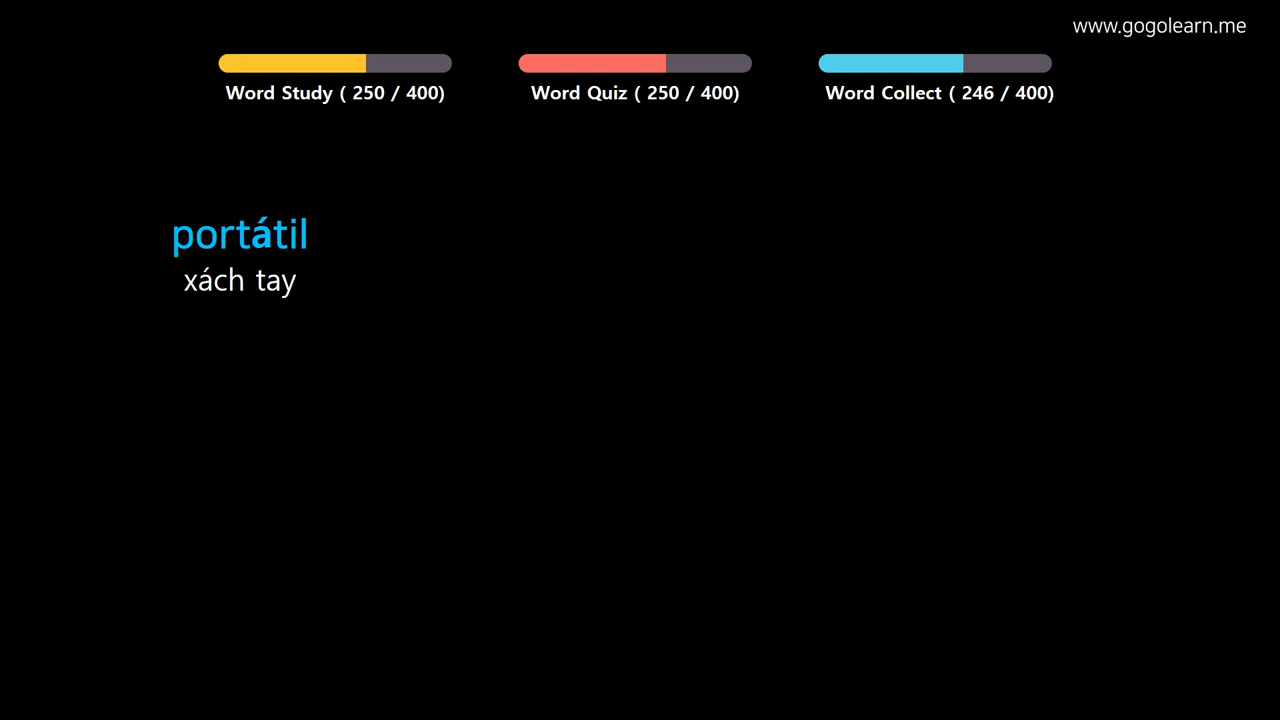 www.gogolearn.me
Word Study ( 250 / 400)
Word Quiz ( 250 / 400)
Word Collect ( 246 / 400)
portátil
xách tay